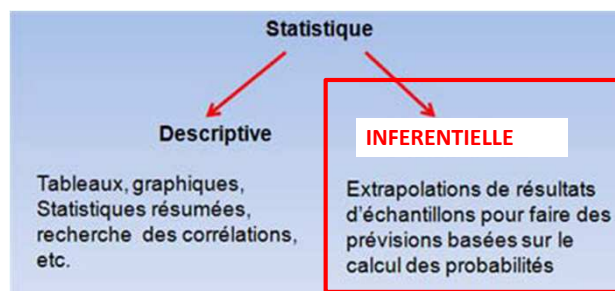 Statistique
Descriptive
Tableaux, graphiques,
Statistiques résumées,
recherche des corrélations,
etc.
INFERENTIELLE
Extrapolations de résultats
d'échantillons pour faire des
prévisions basées sur le
calcul des probabilités